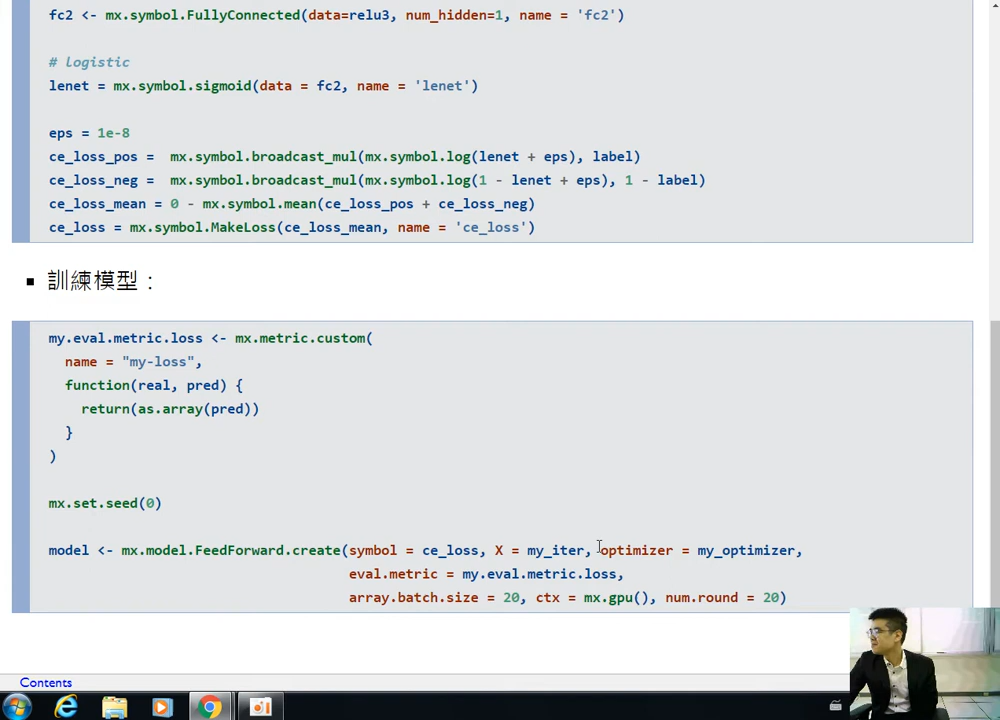 fc2 <- mx.symbol.FullyConnected(data=relu3, num_hidden=1, name = 'fc2')
# logistic
lenet = mx.symbol.sigmoid(data = fc2, name = 'lenet')
eps = 1e-8
ce_loss_pos =  mx.symbol.broadcast_mul(mx.symbol.log(lenet + eps), label)
ce_loss_neg =  mx.symbol.broadcast_mul(mx.symbol.log(1 - lenet + eps), 1 - label)
ce_loss_mean = 0 - mx.symbol.mean(ce_loss_pos + ce_loss_neg)
ce_loss = mx.symbol.MakeLoss(ce_loss_mean, name = 'ce_loss')
▪ 訓練模型：
my.eval.metric.loss <- mx.metric.custom(
name = "my-loss",
function(real, pred) {
return(as.array(pred))
}
)
mx.set.seed(0)
model <- mx.model.FeedForward.create(symbol = ce_loss, X = my_iter, optimizer = my_optimizer,
eval.metric = my.eval.metric.loss,
array.batch.size = 20, ctx = mx.gpu(), num.round = 20)
Contents